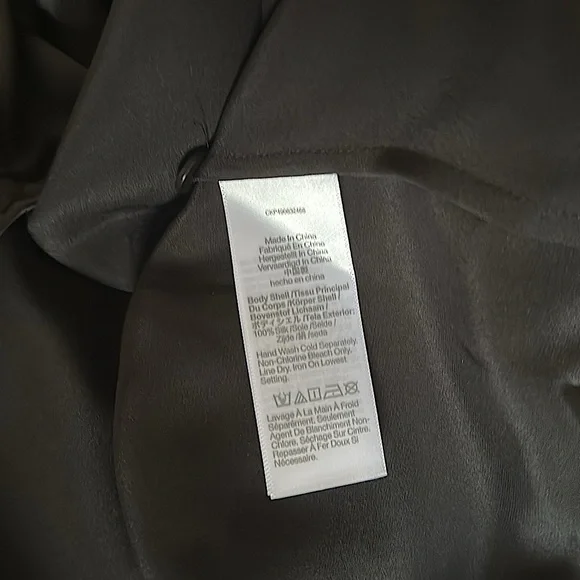 Made In China
Fabriqué En China
Hergestellt In China
Vervaardigd In China
中国製
hecho en china
Body Shell /Tissu Principal
Du Corps /Körper Shell /
Bovenstof Lichaam /
ボディシェル /Tela Exterior:
100% Silk /Soie /Seide /
Zijde /絹 /seda
Hand Wash Cold Separately.
Non-Chlorine Bleach Only.
Line Dry. Iron On Lowest
Setting.
Lavage À La Main À Froid
Séparément. Seulement
Agent De Blanchiment Non-
Chlore. Séchage Sur Cintre.
Repasser À Fer Doux Si
Nécessaire.